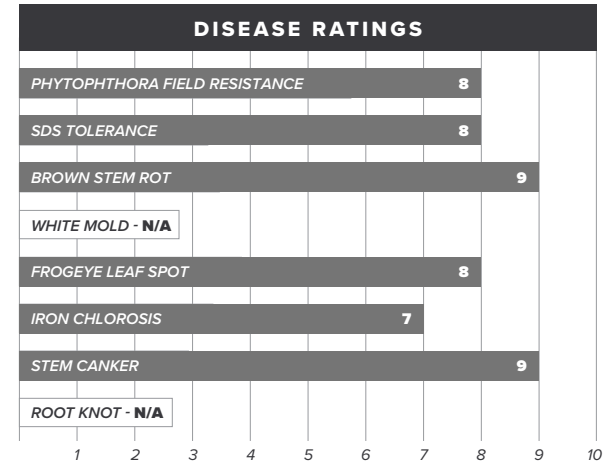 DISEASE RATINGS
PHYTOPHTHORA FIELD RESISTANCE 8
SDS TOLERANCE 8
BROWN STEM ROT 9
WHITE MOLD - N/A
FROGEYE LEAF SPOT 8
IRON CHLOROSIS 7
STEM CANKER 9
ROOT KNOT - N/A
1 2 3 4 5 6 7 8 9 10